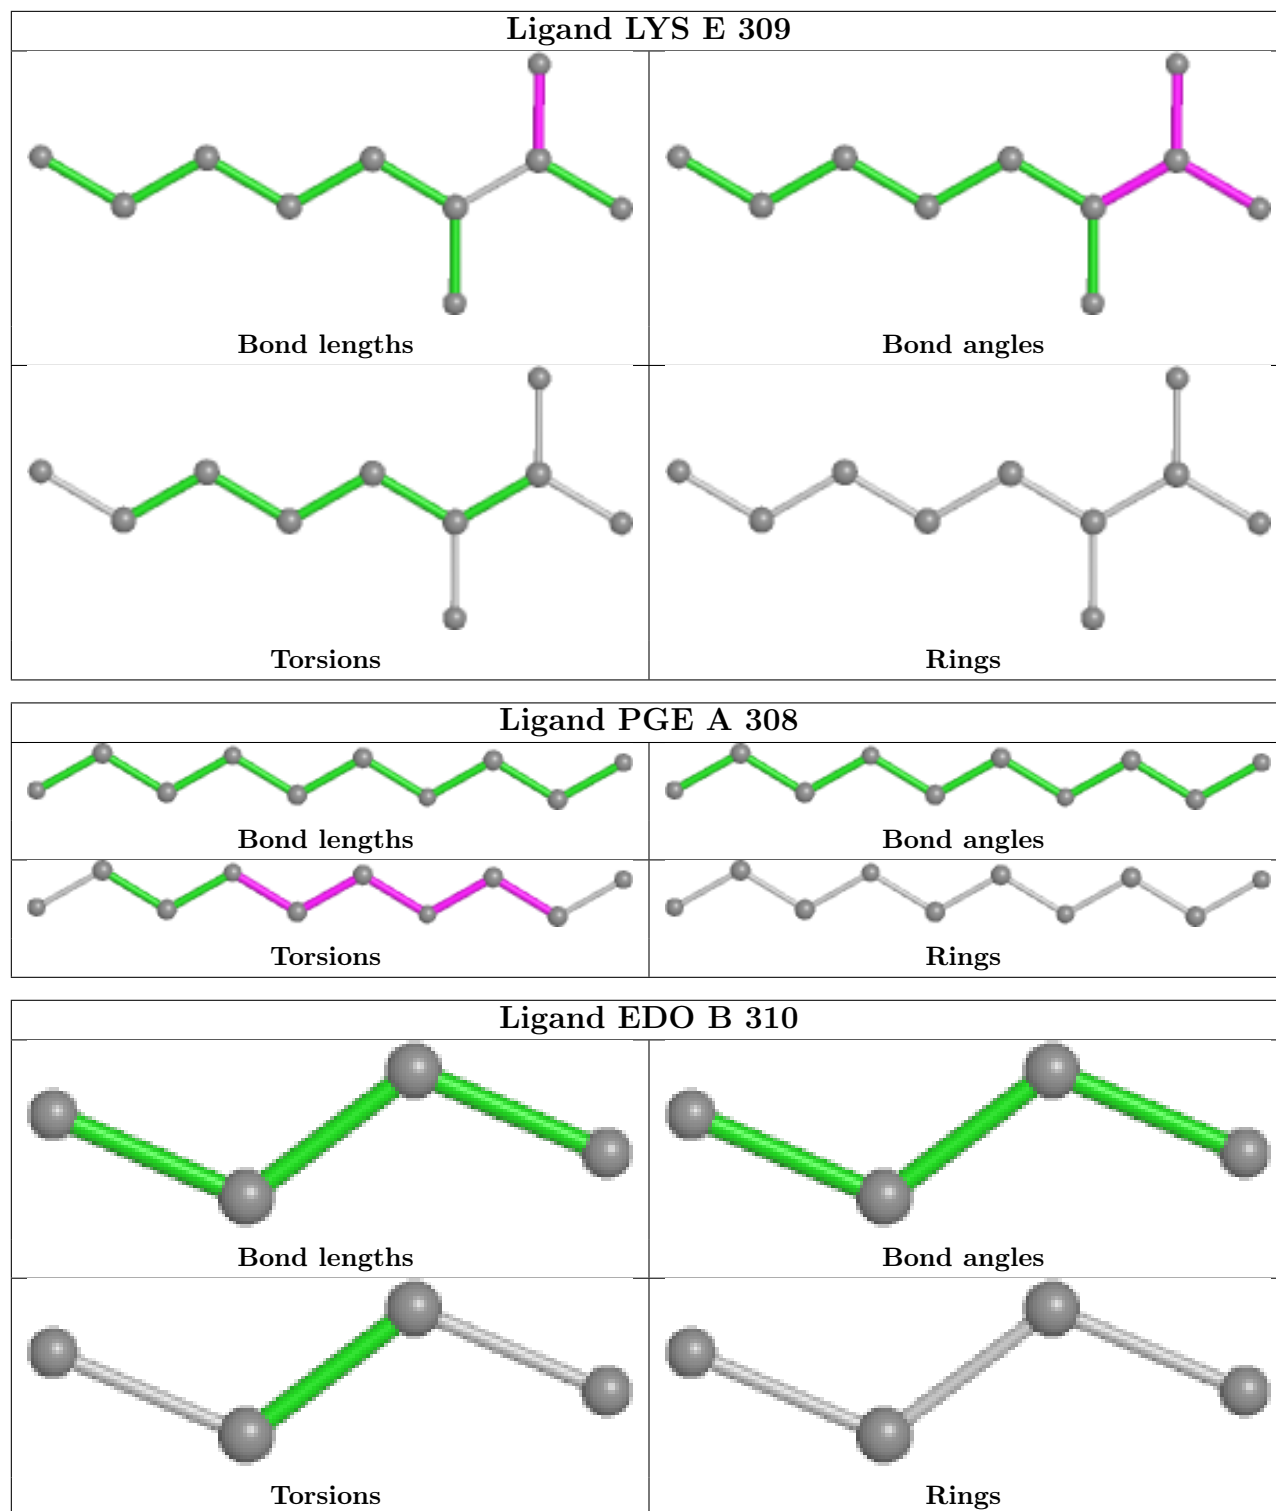 Ligand LYS E 309
Bond lengths
Bond angles
Torsions
Rings
Ligand PGE A 308
Bond lengths
Bond angles
Torsions
Rings
Ligand EDO B 310
Bond lengths
Bond angles
Torsions
Rings